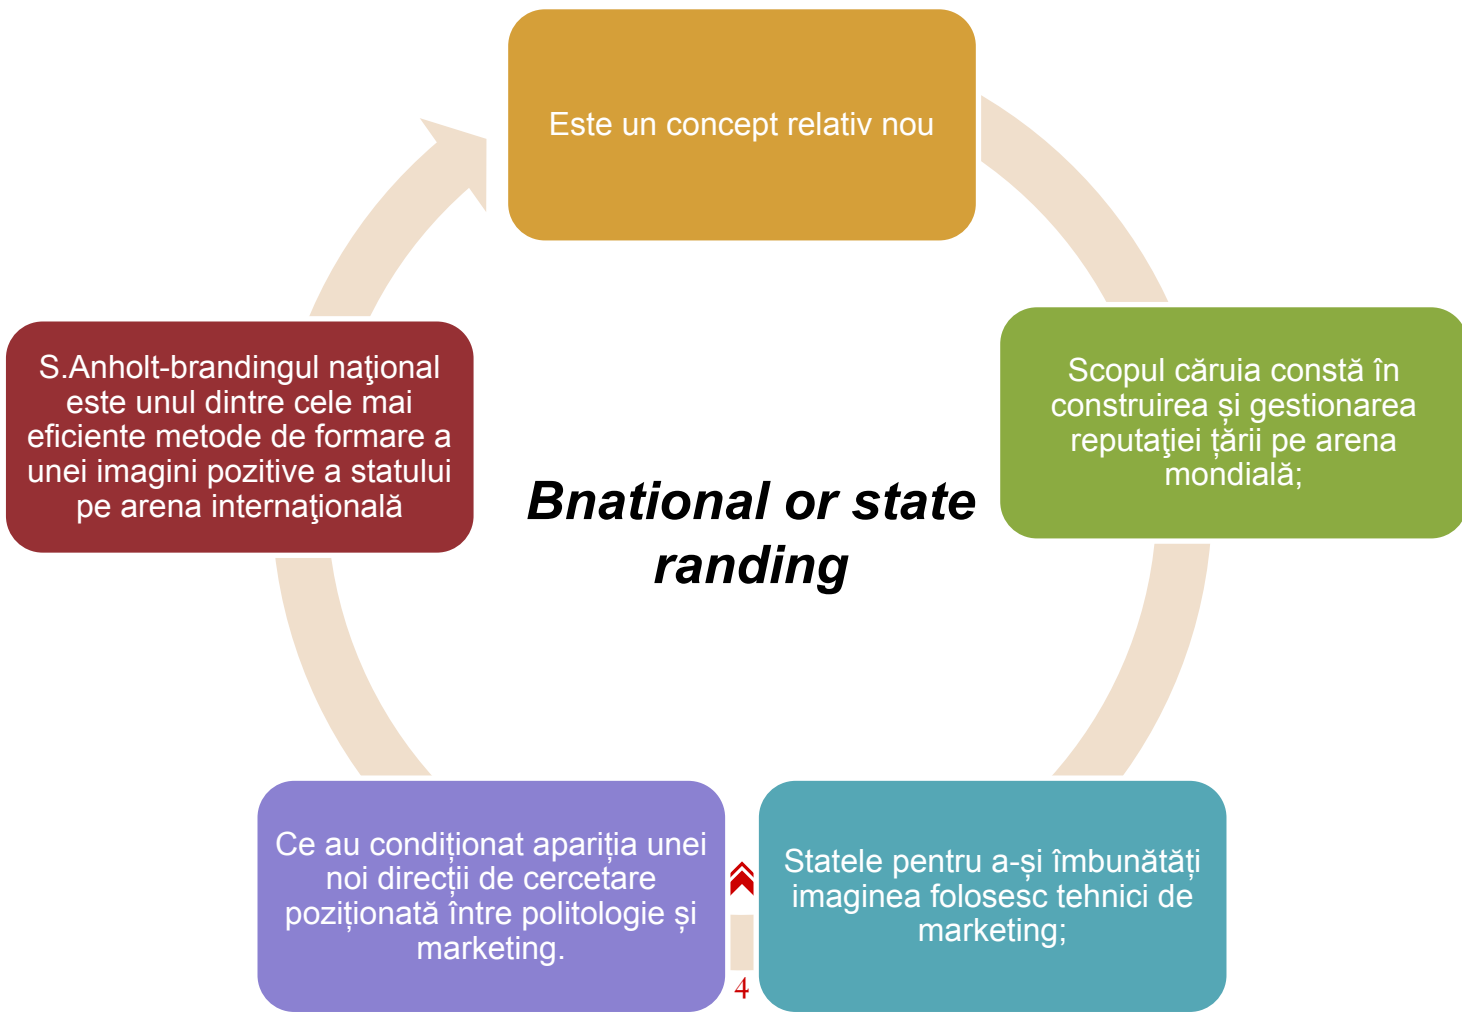 Este un concept relativ nou
Scopul căruia constă în
construirea și gestionarea
reputaţiei țării pe arena
mondială;
Statele pentru a-și îmbunătăți
imaginea folosesc tehnici de
marketing;
Ce au condiționat apariția unei
noi direcții de cercetare
poziționată între politologie și
marketing.
S.Anholt-brandingul naţional
este unul dintre cele mai
eficiente metode de formare a
unei imagini pozitive a statului
pe arena internaţională
Bnational or state
randing
4